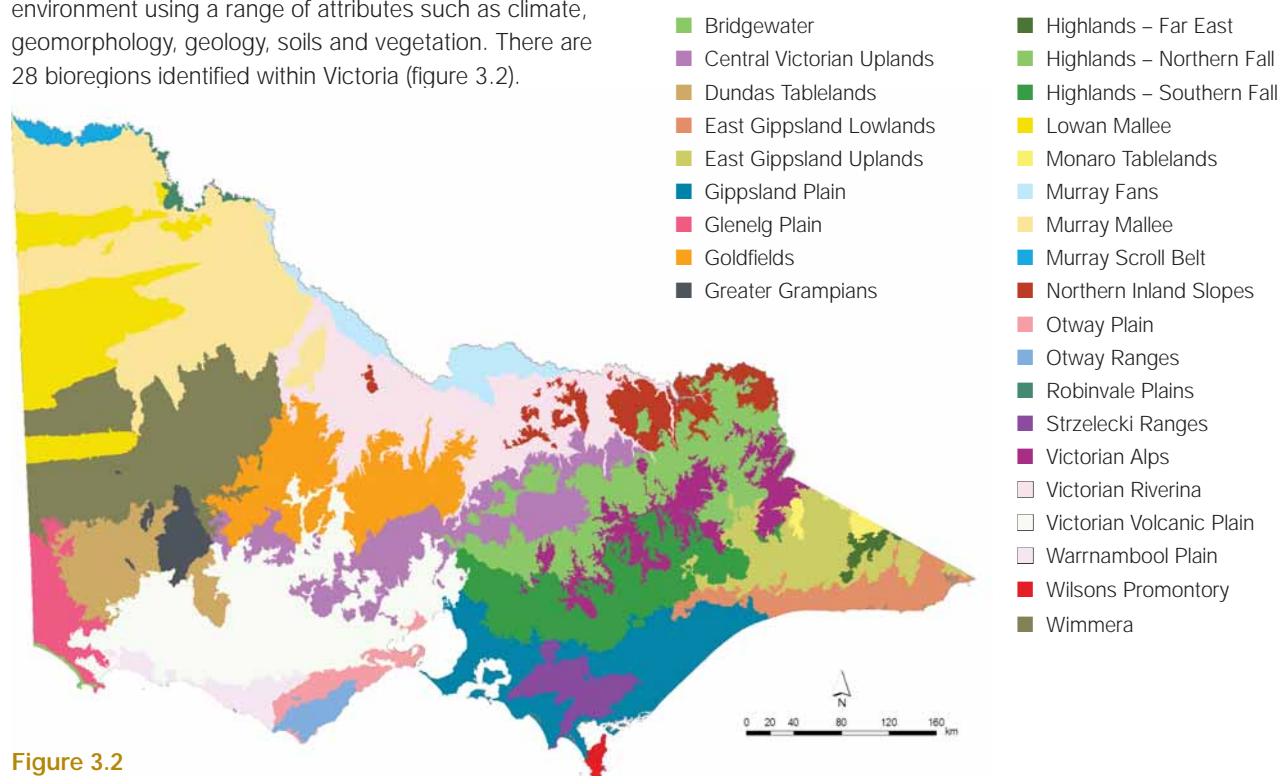 environment using a range of attributes such as climate,
geomorphology, geology, soils and vegetation. There are
28 bioregions identified within Victoria (figure 3.2).
Bridgewater
Central Victorian Uplands
Dundas Tablelands
East Gippsland Lowlands
East Gippsland Uplands
Gippsland Plain
Glenelg Plain
Goldfields
Greater Grampians
Highlands – Far East
Highlands – Northern Fall
Highlands – Southern Fall
Lowan Mallee
Monaro Tablelands
Murray Fans
Murray Mallee
Murray Scroll Belt
Northern Inland Slopes
Otway Plain
Otway Ranges
Robinvale Plains
Strzelecki Ranges
Victorian Alps
Victorian Riverina
Victorian Volcanic Plain
Warrnambool Plain
Wilsons Promontory
Wimmera
N
0 20 40 80 120 160
km
Figure 3.2